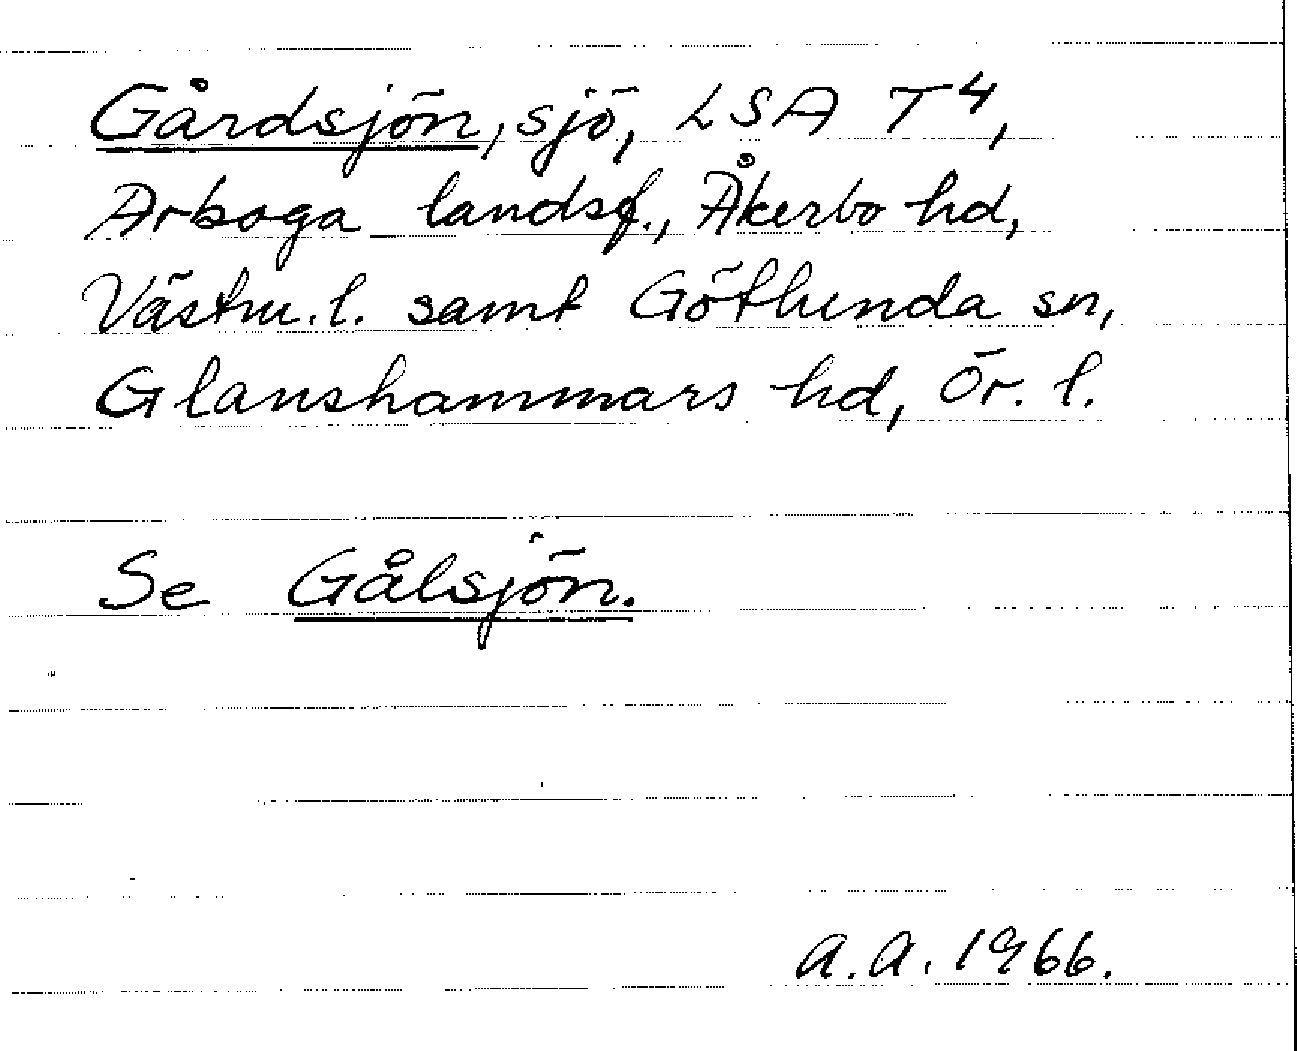 Gårdsjön, sjö, LSA T4,
Arboga landsf., Åkerbo hd,
Västm. l. samt Götlunda sn,
Glanshammars hd, Ör. l.
Se Gålsjön.
A.A. 1966.